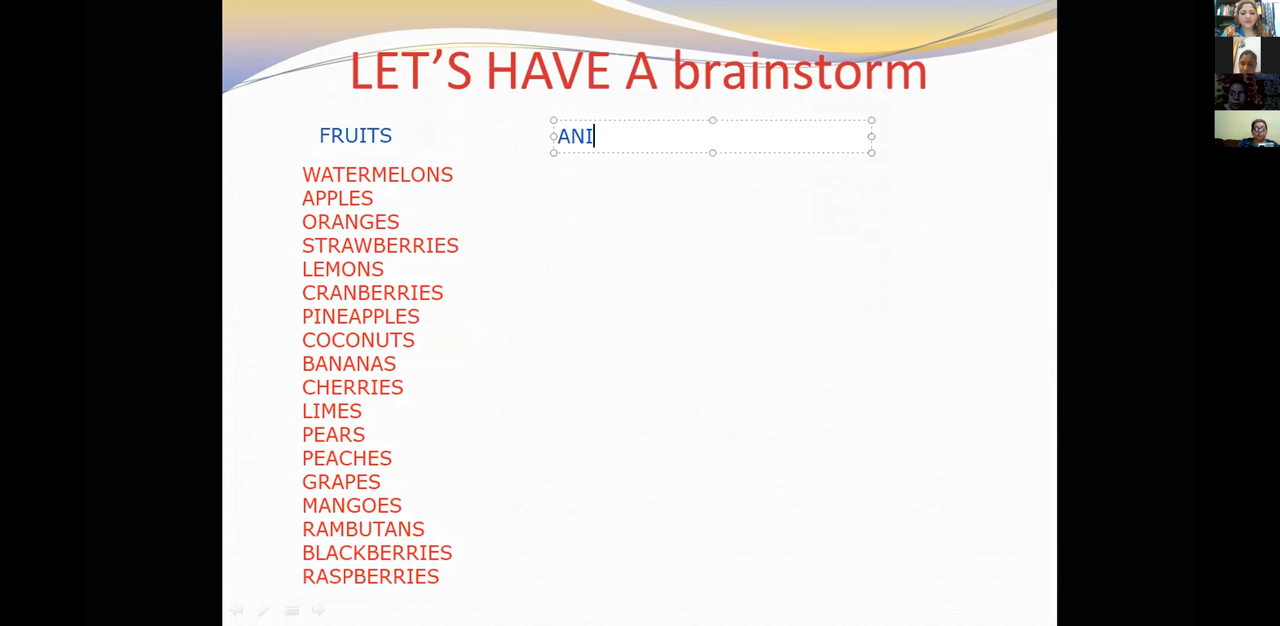 LET'S HAVE A brainstorm
FRUITS
ANI
WATERMELONS
APPLES
ORANGES
STRAWBERRIES
LEMONS
CRANBERRIES
PINEAPPLES
COCONUTS
BANANAS
CHERRIES
LIMES
PEARS
PEACHES
GRAPES
MANGOES
RAMBUTANS
BLACKBERRIES
RASPBERRIES